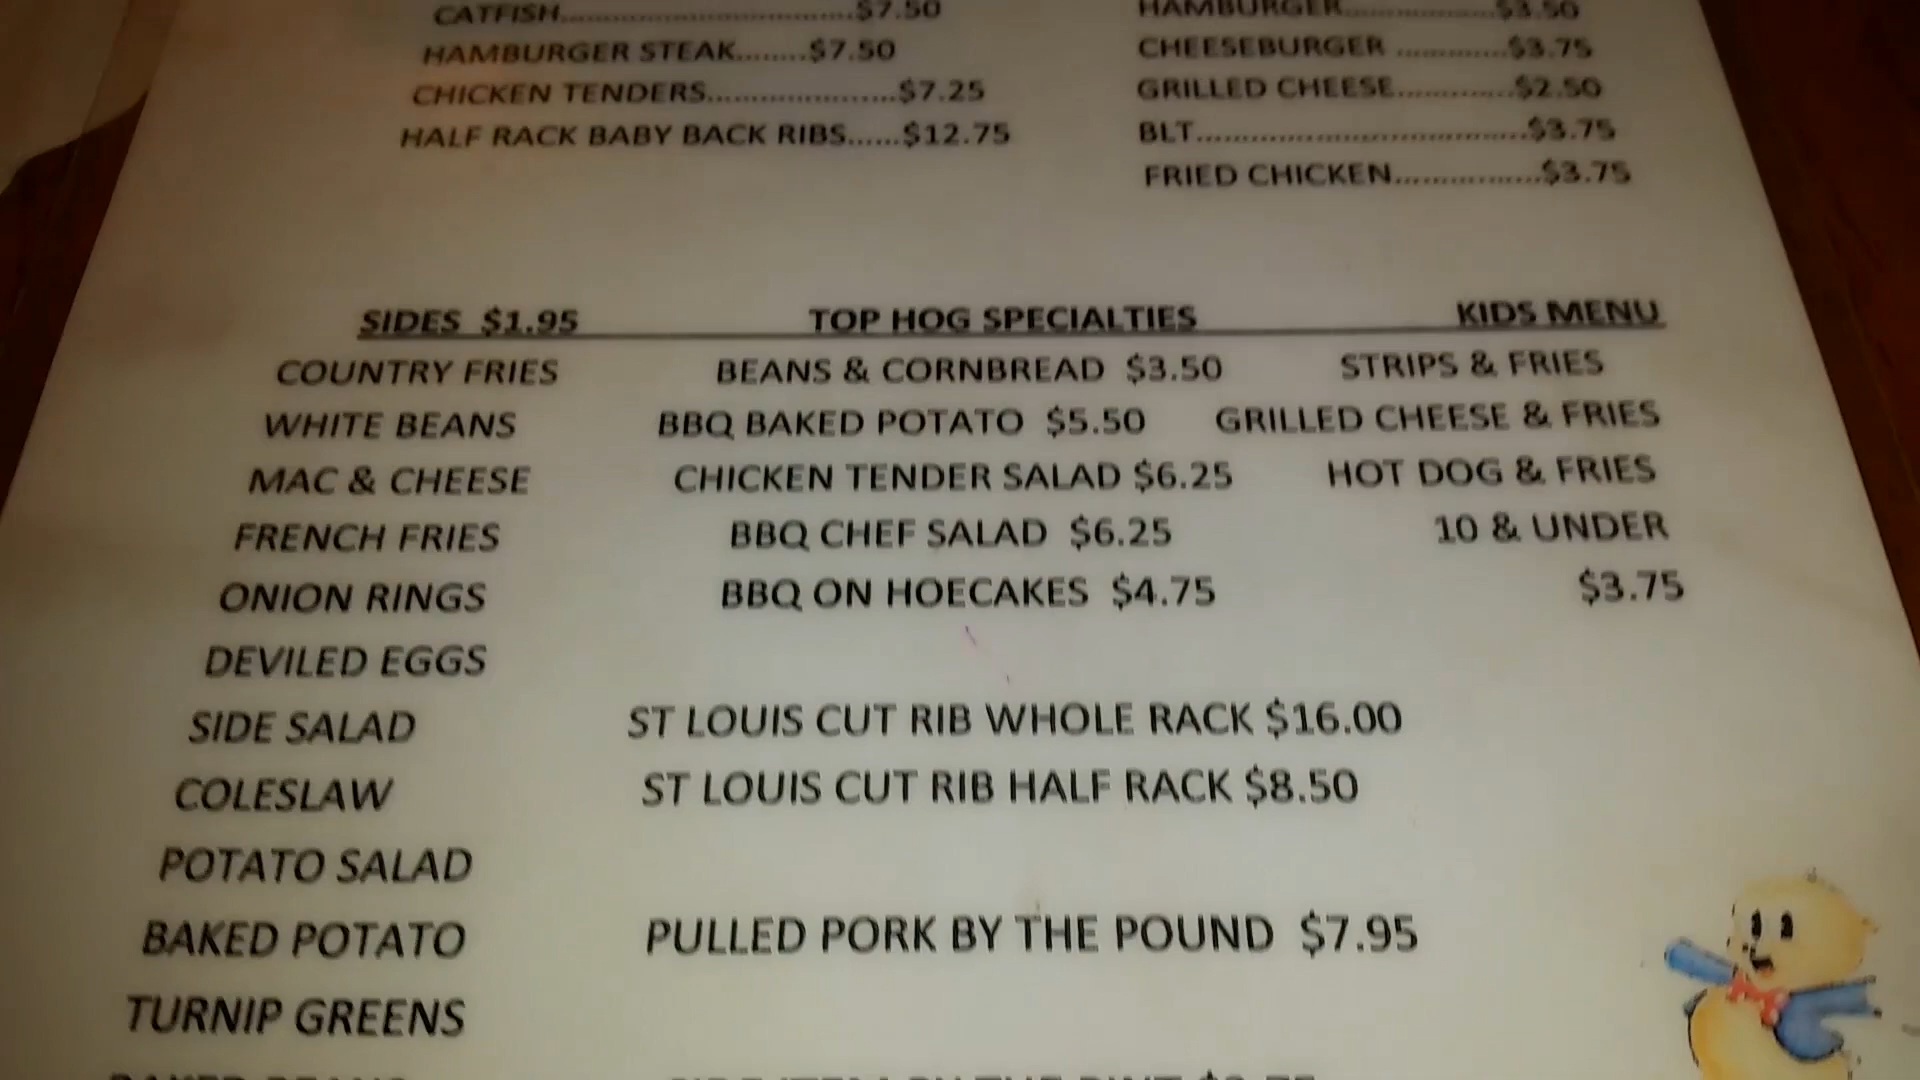 CATFISH..............................$7.50
HAMBURGER STEAK........$7.50
CHICKEN TENDERS......................$7.25
HALF RACK BABY BACK RIBS......$12.75
HAMBURGER.................$3.50
CHEESEBURGER ............$3.75
GRILLED CHEESE.............$2.50
BLT....................................$3.75
FRIED CHICKEN................$3.75
SIDES $1.95
COUNTRY FRIES
WHITE BEANS
MAC & CHEESE
FRENCH FRIES
ONION RINGS
DEVILED EGGS
SIDE SALAD
COLESLAW
POTATO SALAD
BAKED POTATO
TURNIP GREENS
TOP HOG SPECIALTIES
BEANS & CORNBREAD $3.50
BBQ BAKED POTATO $5.50
CHICKEN TENDER SALAD $6.25
BBQ CHEF SALAD $6.25
BBQ ON HOECAKES $4.75
ST LOUIS CUT RIB WHOLE RACK $16.00
ST LOUIS CUT RIB HALF RACK $8.50
PULLED PORK BY THE POUND $7.95
KIDS MENU
STRIPS & FRIES
GRILLED CHEESE & FRIES
HOT DOG & FRIES
10 & UNDER
$3.75